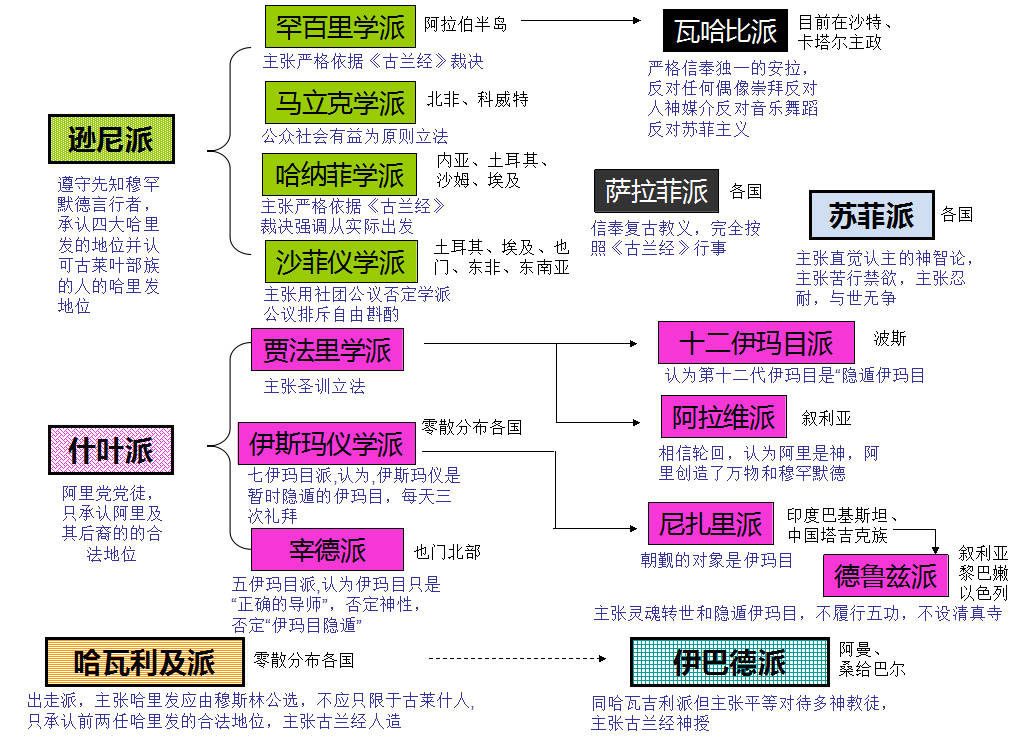 罕百里学派
阿拉伯半岛
主张严格依据《古兰经》裁决
瓦哈比派
目前在沙特、
卡塔尔主政
严格信奉独一的安拉，
反对任何偶像崇拜反对
人神媒介反对音乐舞蹈
反对苏菲主义
马立克学派
北非、科威特
公众社会有益为原则立法
逊尼派
遵守先知穆罕
默德言行者，
承认四大哈里
发的地位并认
可古莱叶部族
的人的哈里发
地位
哈纳菲学派
内亚、土耳其、
沙姆、埃及
主张严格依据《古兰经》
裁决强调从实际出发
萨拉菲派
各国
信奉复古教义，完全按
照《古兰经》行事
苏菲派
各国
主张直觉认主的神智论，
主张苦行禁欲，主张忍
耐，与世无争
沙菲仪学派
土耳其、埃及、也
门、东非、东南亚
主张用社团公议否定学派
公议排斥自由斟酌
贾法里学派
主张圣训立法
十二伊玛目派
波斯
认为第十二代伊玛目是“隐遁伊玛目
阿拉维派
叙利亚
相信轮回，认为阿里是神，阿
里创造了万物和穆罕默德
什叶派
阿里党党徒，
只承认阿里及
其后裔的的合
法地位
伊斯玛仪学派
零散分布各国
七伊玛目派,认为,伊斯玛仪是
暂时隐遁的伊玛目，每天三
次礼拜
尼扎里派
印度巴基斯坦、
中国塔吉克族
朝觐的对象是伊玛目
宰德派
也门北部
五伊玛目派,认为伊玛目只是
“正确的导师”，否定神性，
否定“伊玛目隐遁”
德鲁兹派
叙利亚
黎巴嫩
以色列
主张灵魂转世和隐遁伊玛目，不履行五功，不设清真寺
哈瓦利及派
零散分布各国
出走派，主张哈里发应由穆斯林公选，不应只限于古莱什人,
只承认前两任哈里发的合法地位，主张古兰经人造
伊巴德派
阿曼、
桑给巴尔
同哈瓦吉利派但主张平等对待多神教徒，
主张古兰经神授